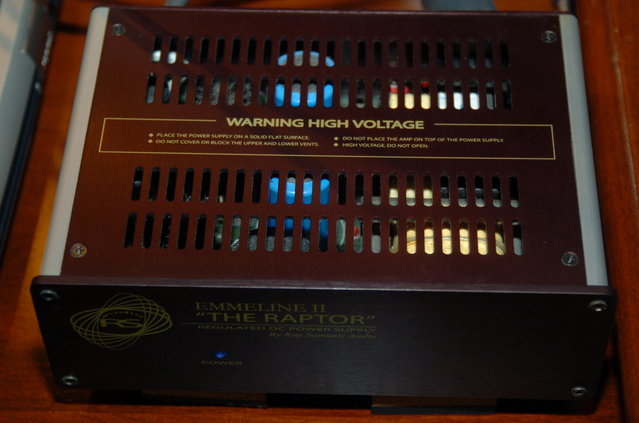 WARNING HIGH VOLTAGE
◆ PLACE THE POWER SUPPLY ON A SOLID FLAT SURFACE.
◆ DO NOT COVER OR BLOCK THE UPPER AND LOWER VENTS.
◆ DO NOT PLACE THE AMP ON TOP OF THE POWER SUPPLY.
◆ HIGH VOLTAGE, DO NOT OPEN.
RS
EMMELINE II
"THE RAPTOR"
REGULATED DC POWER SUPPLY
By Ray Samuels Audio
POWER